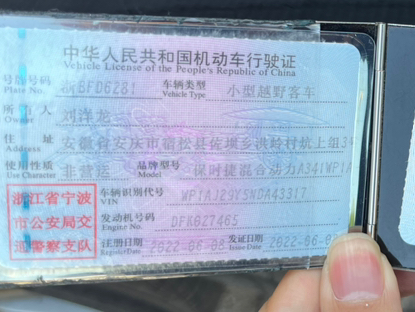 中华人民共和国机动车行驶证
Vehicle License of the People's Republic of China
号牌号码 浙BFD6Z81 车辆类型 小型越野客车
Plate No. Vehicle Type
所有人 刘洋龙
Owner
住址 安徽省安庆市宿松县佐坝乡洪岭村坑上组3
Address
使用性质 非营运 品牌型号 保时捷混合动力A341WP1A
Use Character Model
浙江省宁波 车辆识别代号 WP1AJ29Y5NDA43317
VIN
市公安局交 发动机号码 DFK0Z7465
Engine No.
通警察支队 注册日期 2022-06-08 发证日期 2022-06-0
Register Date Issue Date